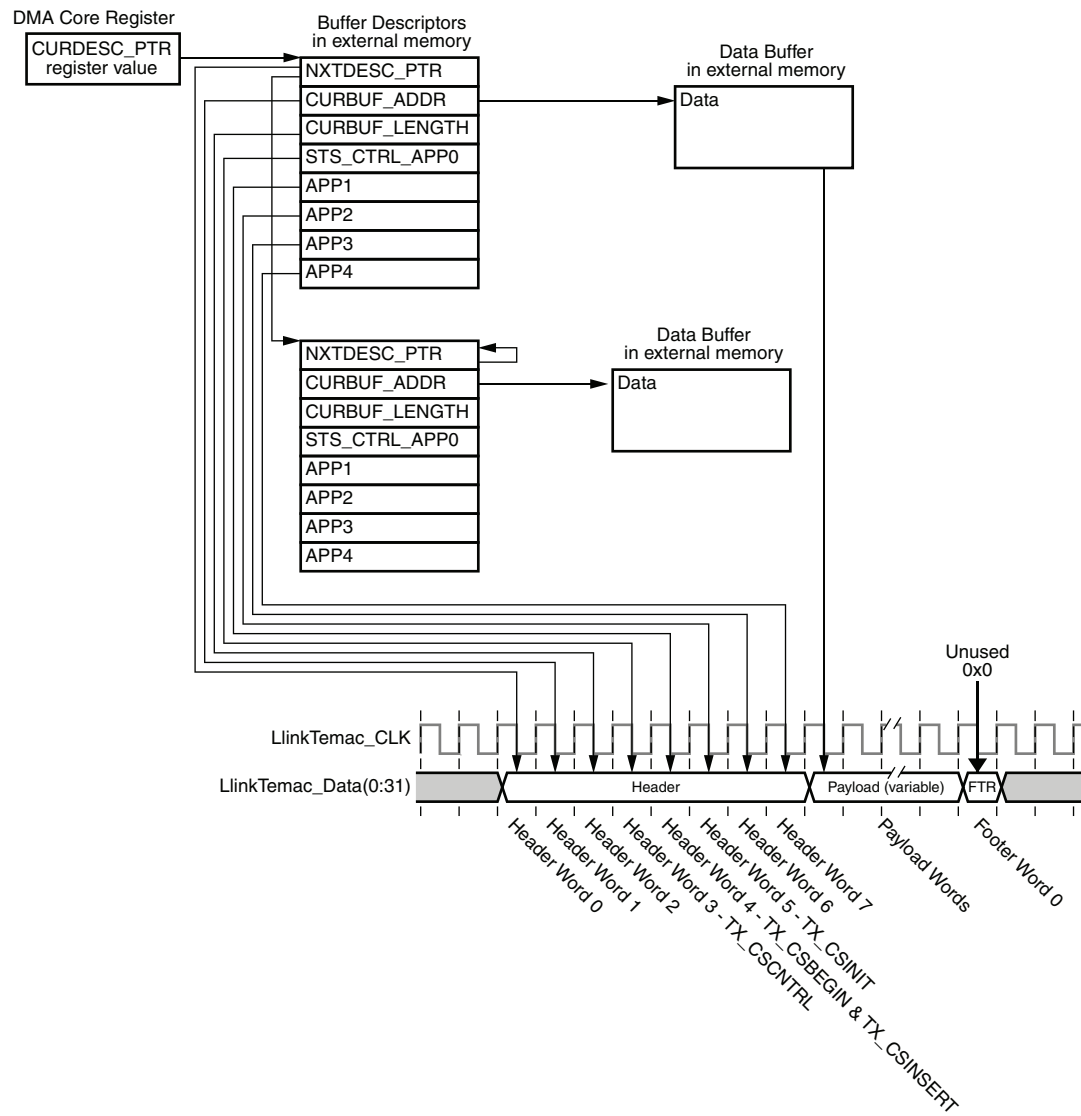 DMA Core Register
CURDESC_PTR
register value
Buffer Descriptors
in external memory
NXTDESC_PTR
CURBUF_ADDR
CURBUF_LENGTH
STS_CTRL_APP0
APP1
APP2
APP3
APP4
Data Buffer
in external memory
Data
NXTDESC_PTR
CURBUF_ADDR
CURBUF_LENGTH
STS_CTRL_APP0
APP1
APP2
APP3
APP4
Data Buffer
in external memory
Data
Unused
0x0
LlinkTemac_CLK
LlinkTemac_Data(0:31)
Header
Payload (variable)
FTR
Header Word 0
Header Word 1
Header Word 2
Header Word 3 - TX_CSCNTRL
Header Word 4 - TX_CSBEGIN & TX_CSINSERT
Header Word 5 - TX_CSINIT
Header Word 6
Header Word 7
Payload Words
Footer Word 0